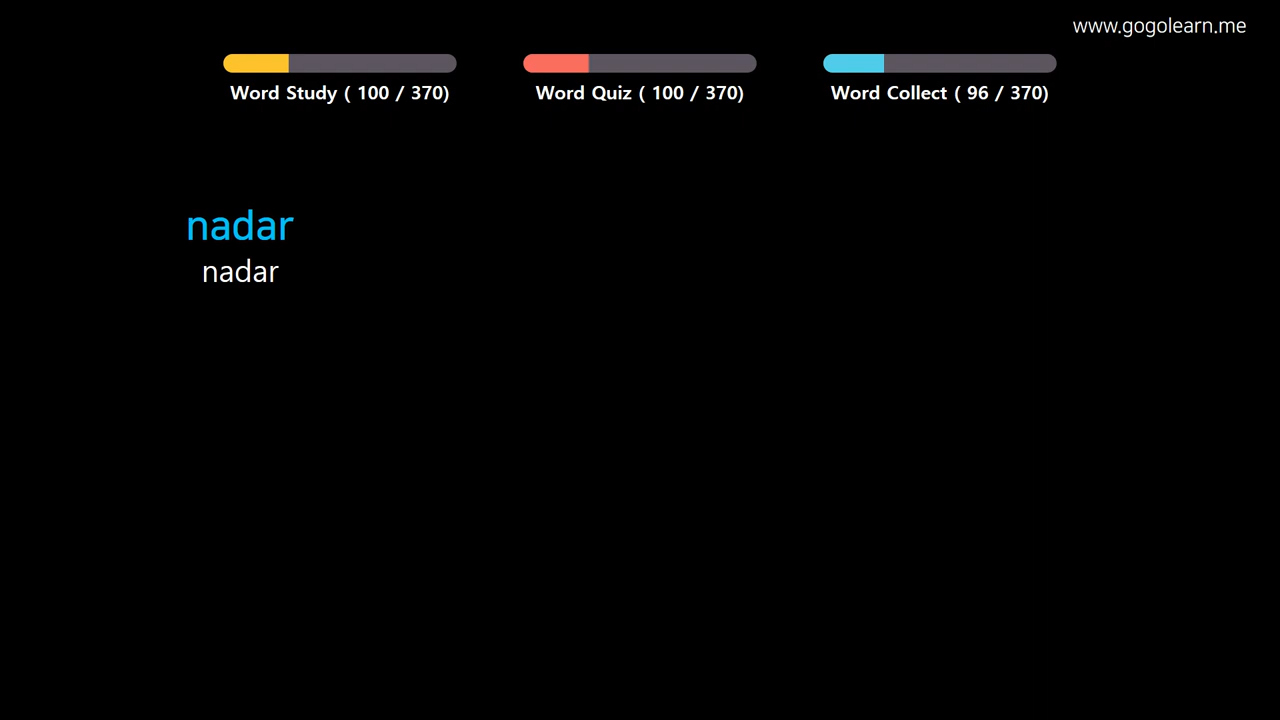 www.gogolearn.me
Word Study ( 100 / 370)
Word Quiz ( 100 / 370)
Word Collect ( 96 / 370)
nadar
nadar